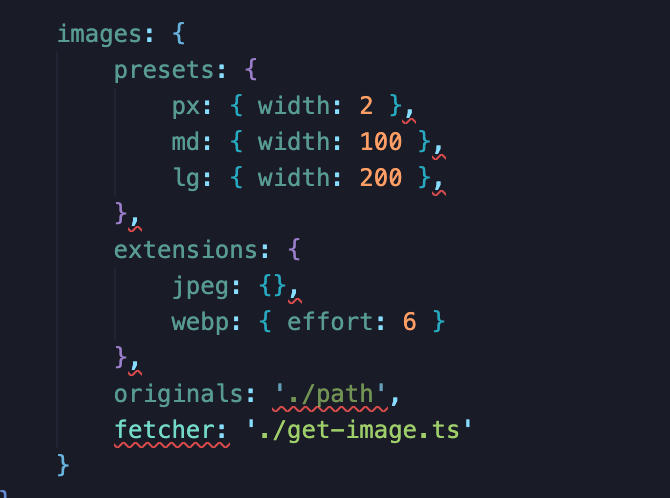 images: {
presets: {
px: { width: 2 },
md: { width: 100 },
lg: { width: 200 },
},
extensions: {
jpeg: {},
webp: { effort: 6 }
},
originals: './path',
fetcher: './get-image.ts'
}
}